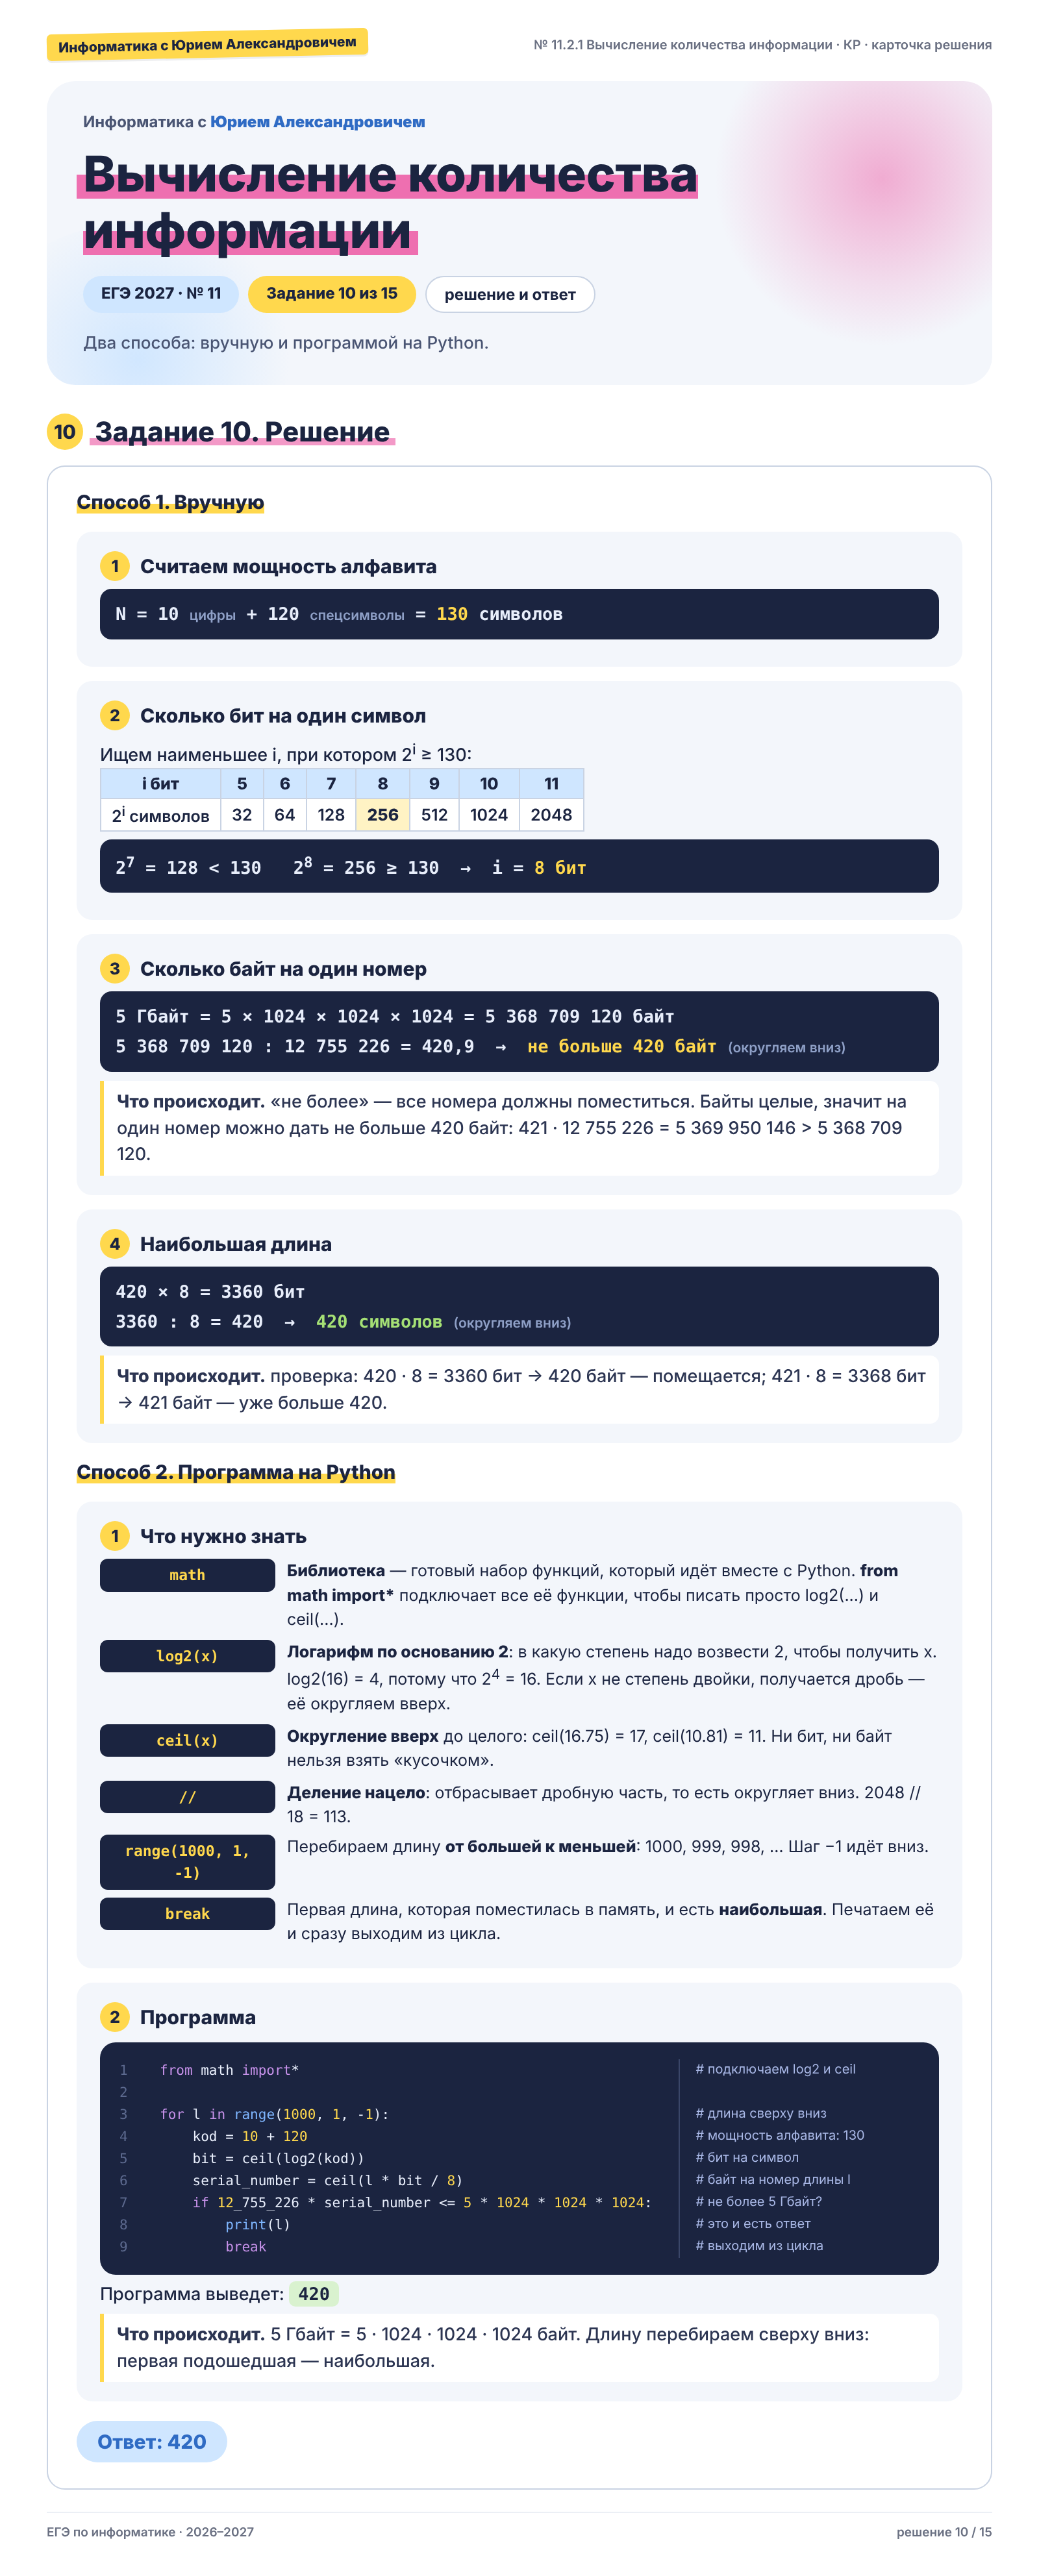 Информатика с Юрием Александровичем
№ 11.2.1 Вычисление количества информации · КР · карточка решения
Информатика с Юрием Александровичем
Вычисление количества
информации
ЕГЭ 2027 · № 11
Задание 10 из 15
решение и ответ
Два способа: вручную и программой на Python.
10 Задание 10. Решение
Способ 1. Вручную
1 Считаем мощность алфавита
N = 10 цифры + 120 спецсимволы = 130 символов
2 Сколько бит на один символ
Ищем наименьшее i, при котором 2^i ≥ 130:
i бит 5 6 7 8 9 10 11
2^i символов 32 64 128 256 512 1024 2048
2^7 = 128 < 130 2^8 = 256 ≥ 130 → i = 8 бит
3 Сколько байт на один номер
5 Гбайт = 5 × 1024 × 1024 × 1024 = 5 368 709 120 байт
5 368 709 120 : 12 755 226 = 420,9 → не больше 420 байт (округляем вниз)
Что происходит. «не более» — все номера должны поместиться. Байты целые, значит на
один номер можно дать не больше 420 байт: 421 · 12 755 226 = 5 369 950 146 > 5 368 709
120.
4 Наибольшая длина
420 × 8 = 3360 бит
3360 : 8 = 420 → 420 символов (округляем вниз)
Что происходит. проверка: 420 · 8 = 3360 бит → 420 байт — помещается; 421 · 8 = 3368 бит
→ 421 байт — уже больше 420.
Способ 2. Программа на Python
1 Что нужно знать
math
Библиотека — готовый набор функций, который идёт вместе с Python. from
math import* подключает все её функции, чтобы писать просто log2(…) и
ceil(…).
log2(x)
Логарифм по основанию 2: в какую степень надо возвести 2, чтобы получить x.
log2(16) = 4, потому что 2^4 = 16. Если x не степень двойки, получается дробь —
её округляем вверх.
ceil(x)
Округление вверх до целого: ceil(16.75) = 17, ceil(10.81) = 11. Ни бит, ни байт
нельзя взять «кусочком».
//
Деление нацело: отбрасывает дробную часть, то есть округляет вниз. 2048 //
18 = 113.
range(1000, 1,
-1)
Перебираем длину от большей к меньшей: 1000, 999, 998, … Шаг −1 идёт вниз.
break
Первая длина, которая поместилась в память, и есть наибольшая. Печатаем её
и сразу выходим из цикла.
2 Программа
1 from math import* # подключаем log2 и ceil
2
3 for l in range(1000, 1, -1): # длина сверху вниз
4 kod = 10 + 120 # мощность алфавита: 130
5 bit = ceil(log2(kod)) # бит на символ
6 serial_number = ceil(l * bit / 8) # байт на номер длины l
7 if 12_755_226 * serial_number <= 5 * 1024 * 1024 * 1024: # не более 5 Гбайт?
8 print(l) # это и есть ответ
9 break # выходим из цикла
Программа выведет: 420
Что происходит. 5 Гбайт = 5 · 1024 · 1024 · 1024 байт. Длину перебираем сверху вниз:
первая подошедшая — наибольшая.
Ответ: 420
ЕГЭ по информатике · 2026–2027
решение 10 / 15